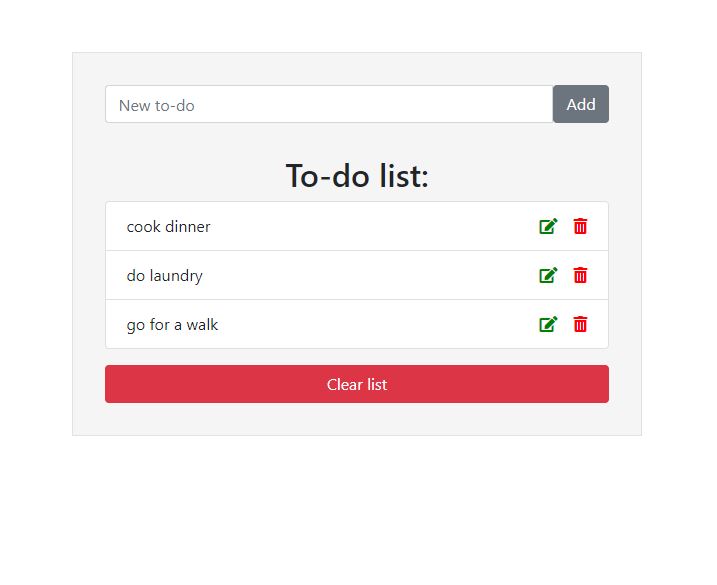 New to-do
Add
To-do list:
cook dinner
do laundry
go for a walk
Clear list